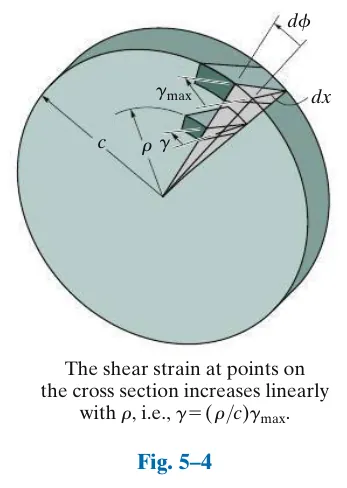 dϕ
γmax
dx
c
ρ
γ
The shear strain at points on
the cross section increases linearly
with ρ, i.e., γ=(ρ/c)γmax.
Fig. 5–4